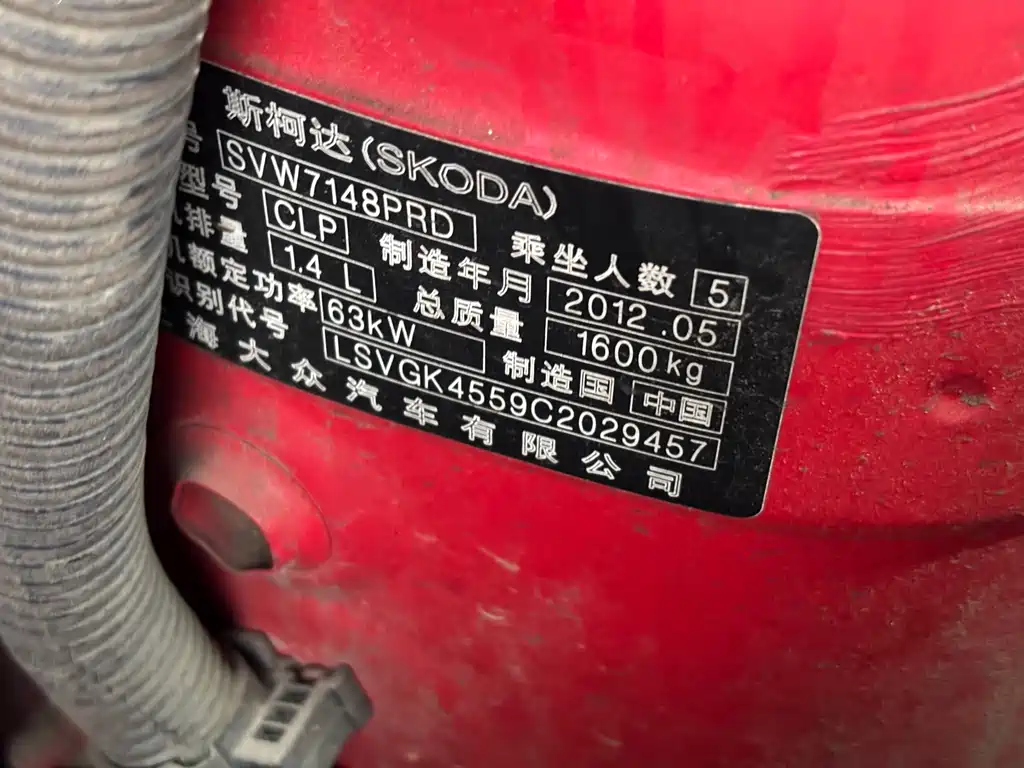 斯柯达(SKODA)
号 SVW7148PRD 乘坐人数 5
型号 CLP 制造年月 2012.05
排量 1.4 L 总质量 1600kg
额定功率 63kW 制造国 中国
识别代号 LSVGK4559C2029457
上海大众汽车有限公司